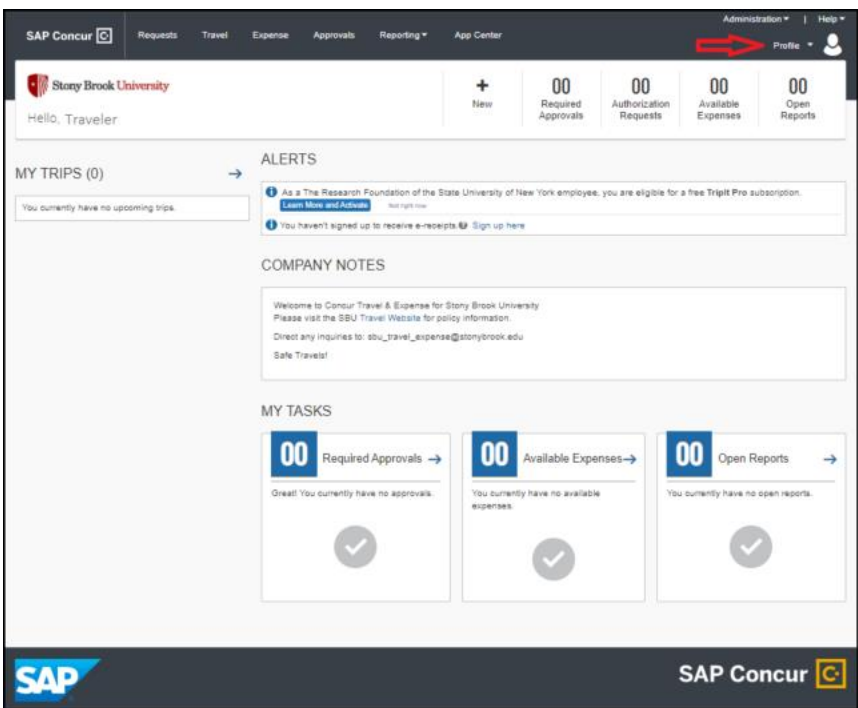 Administration | Help
SAP Concur C Requests Travel Expense Approvals Reporting App Center
Profile
Stony Brook University
Hello, Traveler
+ 00 00 00 00
New Required Authorization Available Open
Approvals Requests Expenses Reports
MY TRIPS (0)
You currently have no upcoming trips.
ALERTS
As a The Research Foundation of the State University of New York employee, you are eligible for a free TripIt Pro subscription.
Learn More and Activate Not right now
You haven't signed up to receive e-receipts. Sign up here
COMPANY NOTES
Welcome to Concur Travel & Expense for Stony Brook University
Please visit the SBU Travel Website for policy information.
Direct any inquiries to: sbu_travel_expense@stonybrook.edu
Safe Travels!
MY TASKS
00 Required Approvals
Great! You currently have no approvals.
00 Available Expenses
You currently have no available
expenses.
00 Open Reports
You currently have no open reports.
SAP
SAP Concur C